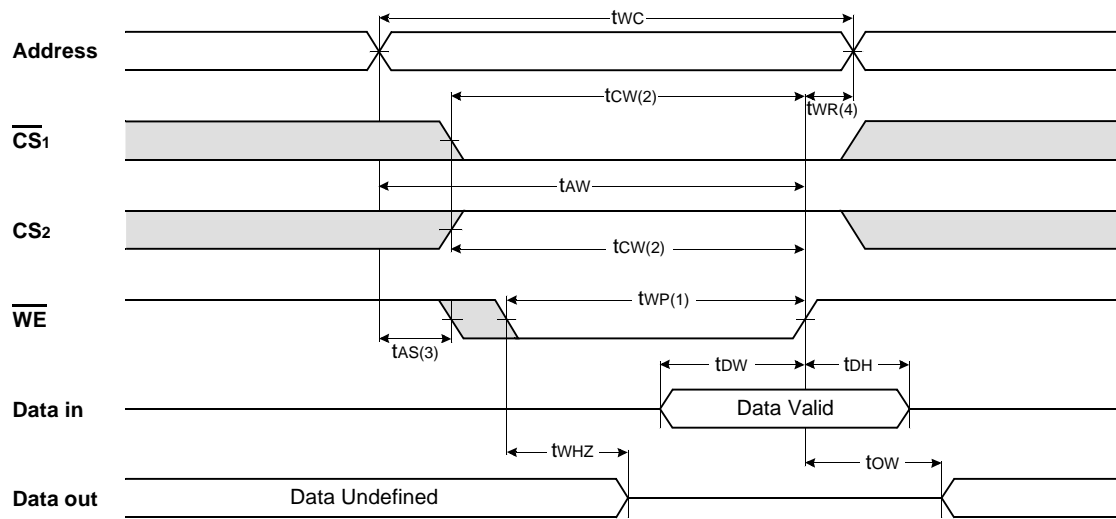 tWC
Address
tCW(2)
tWR(4)
CS1
tAW
CS2
tCW(2)
tWP(1)
WE
tAS(3)
tDW
tDH
Data in
Data Valid
tWHZ
tOW
Data out
Data Undefined